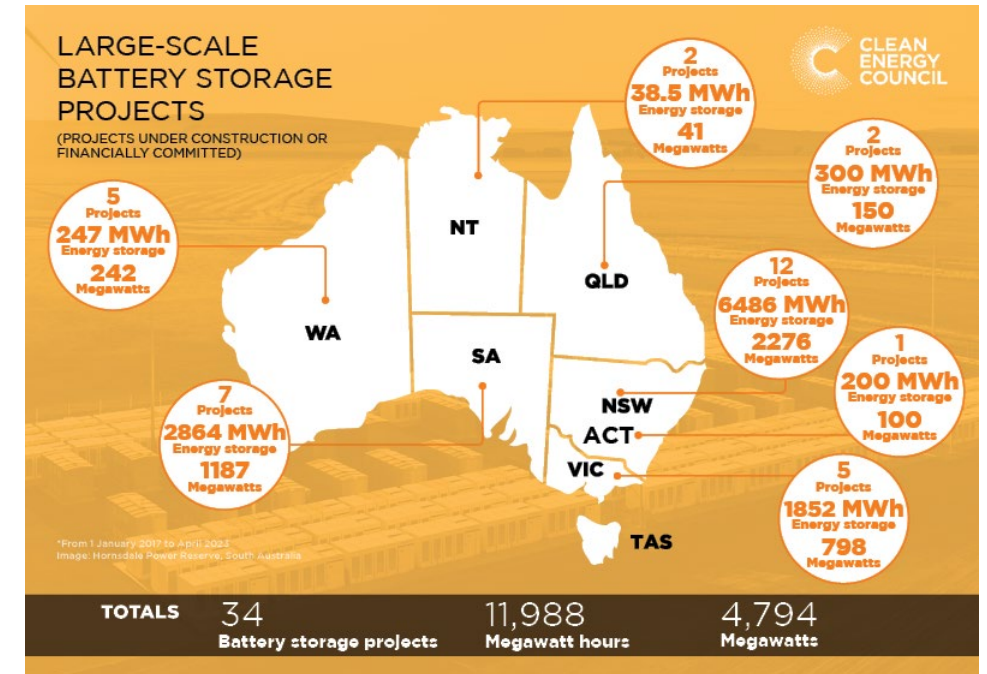 LARGE-SCALE
BATTERY STORAGE
PROJECTS
(PROJECTS UNDER CONSTRUCTION OR
FINANCIALLY COMMITTED)
CLEAN
ENERGY
COUNCIL
2
Projects
38.5 MWh
Energy storage
41
Megawatts
2
Projects
300 MWh
Energy storage
150
Megawatts
5
Projects
247 MWh
Energy storage
242
Megawatts
NT
QLD
WA
SA
NSW
ACT
VIC
TAS
12
Projects
6486 MWh
Energy storage
2276
Megawatts
1
Projects
200 MWh
Energy storage
100
Megawatts
7
Projects
2864 MWh
Energy storage
1187
Megawatts
5
Projects
1852 MWh
Energy storage
798
Megawatts
*From 1 January 2017 to April 2023
Image: Hornsdale Power Reserve, South Australia
TOTALS
34
Battery storage projects
11,988
Megawatt hours
4,794
Megawatts